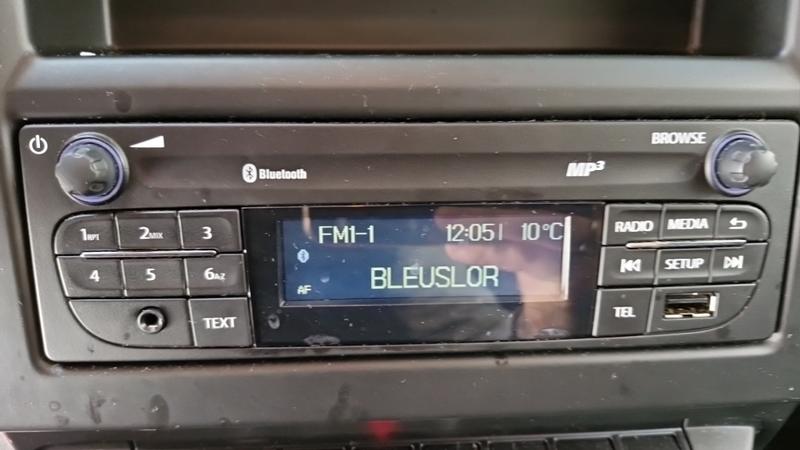 BROWSE
Bluetooth
MP3
1RPT 2MIX 3
FM1-1 12:05 10°C
RADIO MEDIA
4 5 6AZ
BLEUSLOR
SETUP
AF
TEXT
TEL